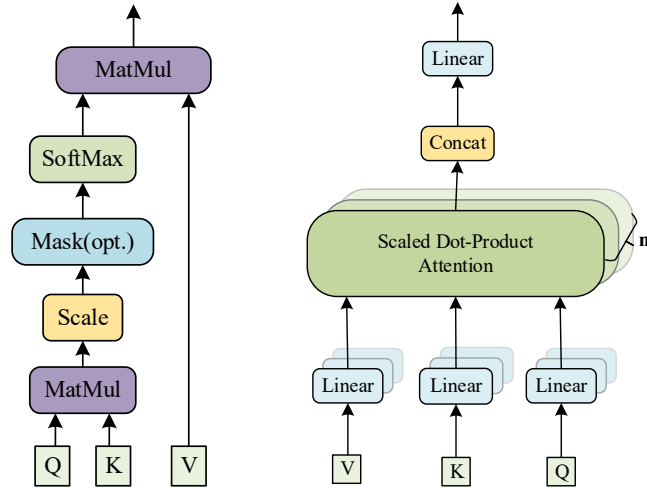 MatMul
SoftMax
Mask(opt.)
Scale
MatMul
Q K V
Linear
Concat
Scaled Dot-Product
Attention
n
Linear Linear Linear
V K Q